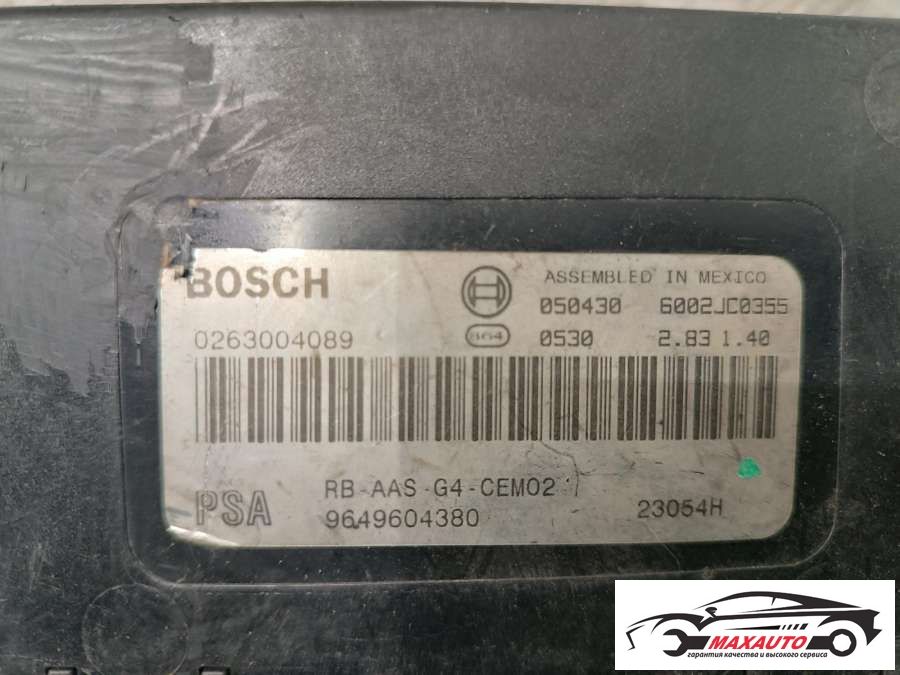 BOSCH
ASSEMBLED IN MEXICO
050430 6002JC0355
0263004089
864 0530 2.83 1.40
RB-AAS-G4-CEM02
PSA 9649604380 23054H
MAXAUTO
гарантия качества и высокого сервиса